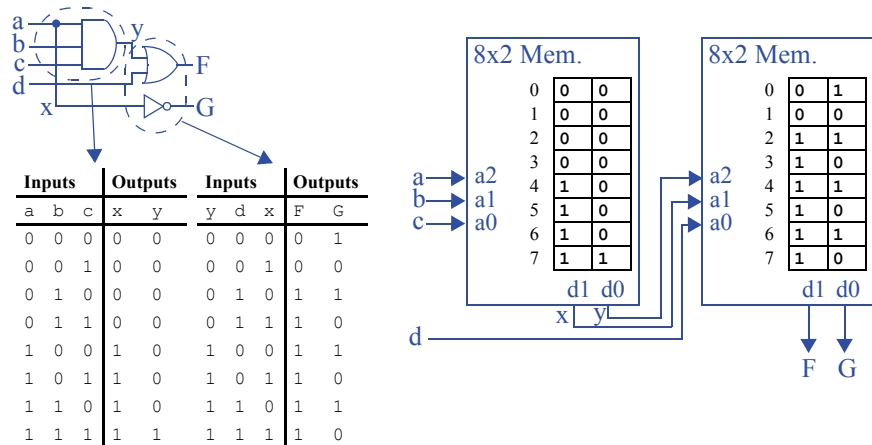 a
b
c
d
y
x
F
G
Inputs Outputs Inputs Outputs
a b c x y y d x F G
0 0 0 0 0 0 0 0 0 1
0 0 1 0 0 0 0 1 0 0
0 1 0 0 0 0 1 0 1 1
0 1 1 0 0 0 1 1 1 0
1 0 0 1 0 1 0 0 1 1
1 0 1 1 0 1 0 1 1 0
1 1 0 1 0 1 1 0 1 1
1 1 1 1 1 1 1 1 1 0
8x2 Mem.
0 0 0
1 0 0
2 0 0
3 0 0
4 1 0
5 1 0
6 1 0
7 1 1
a a2
b a1
c a0
d1 d0
x y
d
8x2 Mem.
0 0 1
1 0 0
2 1 1
3 1 0
4 1 1
5 1 0
6 1 1
7 1 0
a2
a1
a0
d1 d0
F G